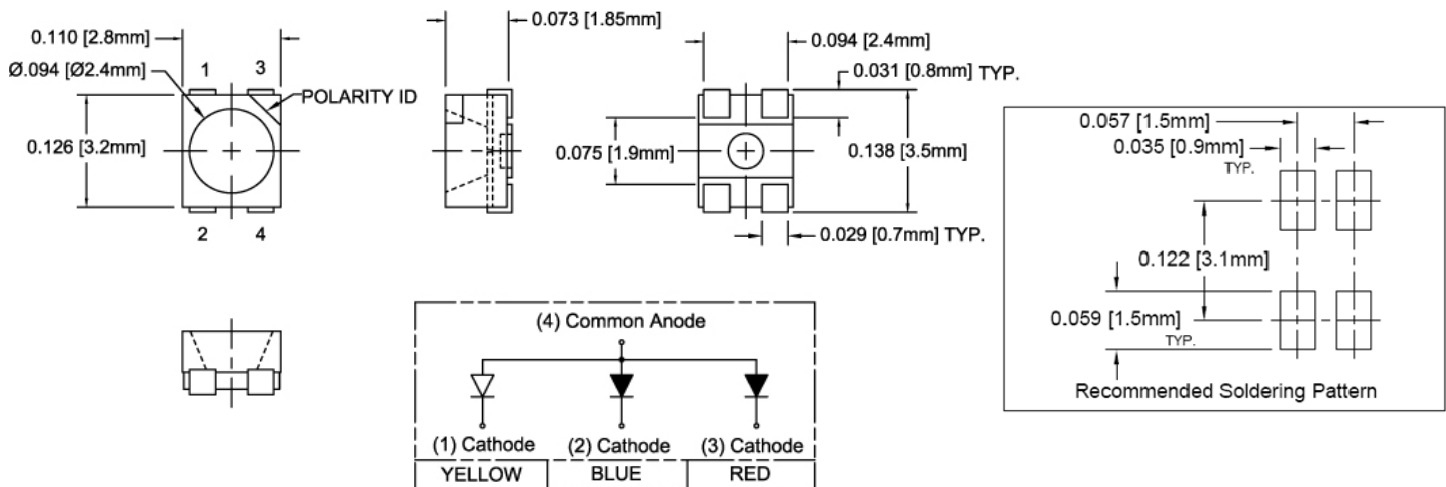 0.110 [2.8mm]
Ø.094 [Ø2.4mm]
1
3
POLARITY ID
0.126 [3.2mm]
2
4
0.073 [1.85mm]
0.094 [2.4mm]
0.031 [0.8mm] TYP.
0.075 [1.9mm]
0.138 [3.5mm]
0.029 [0.7mm] TYP.
0.057 [1.5mm]
0.035 [0.9mm]
TYP.
0.122 [3.1mm]
0.059 [1.5mm]
TYP.
Recommended Soldering Pattern
(4) Common Anode
(1) Cathode
(2) Cathode
(3) Cathode
YELLOW
BLUE
RED